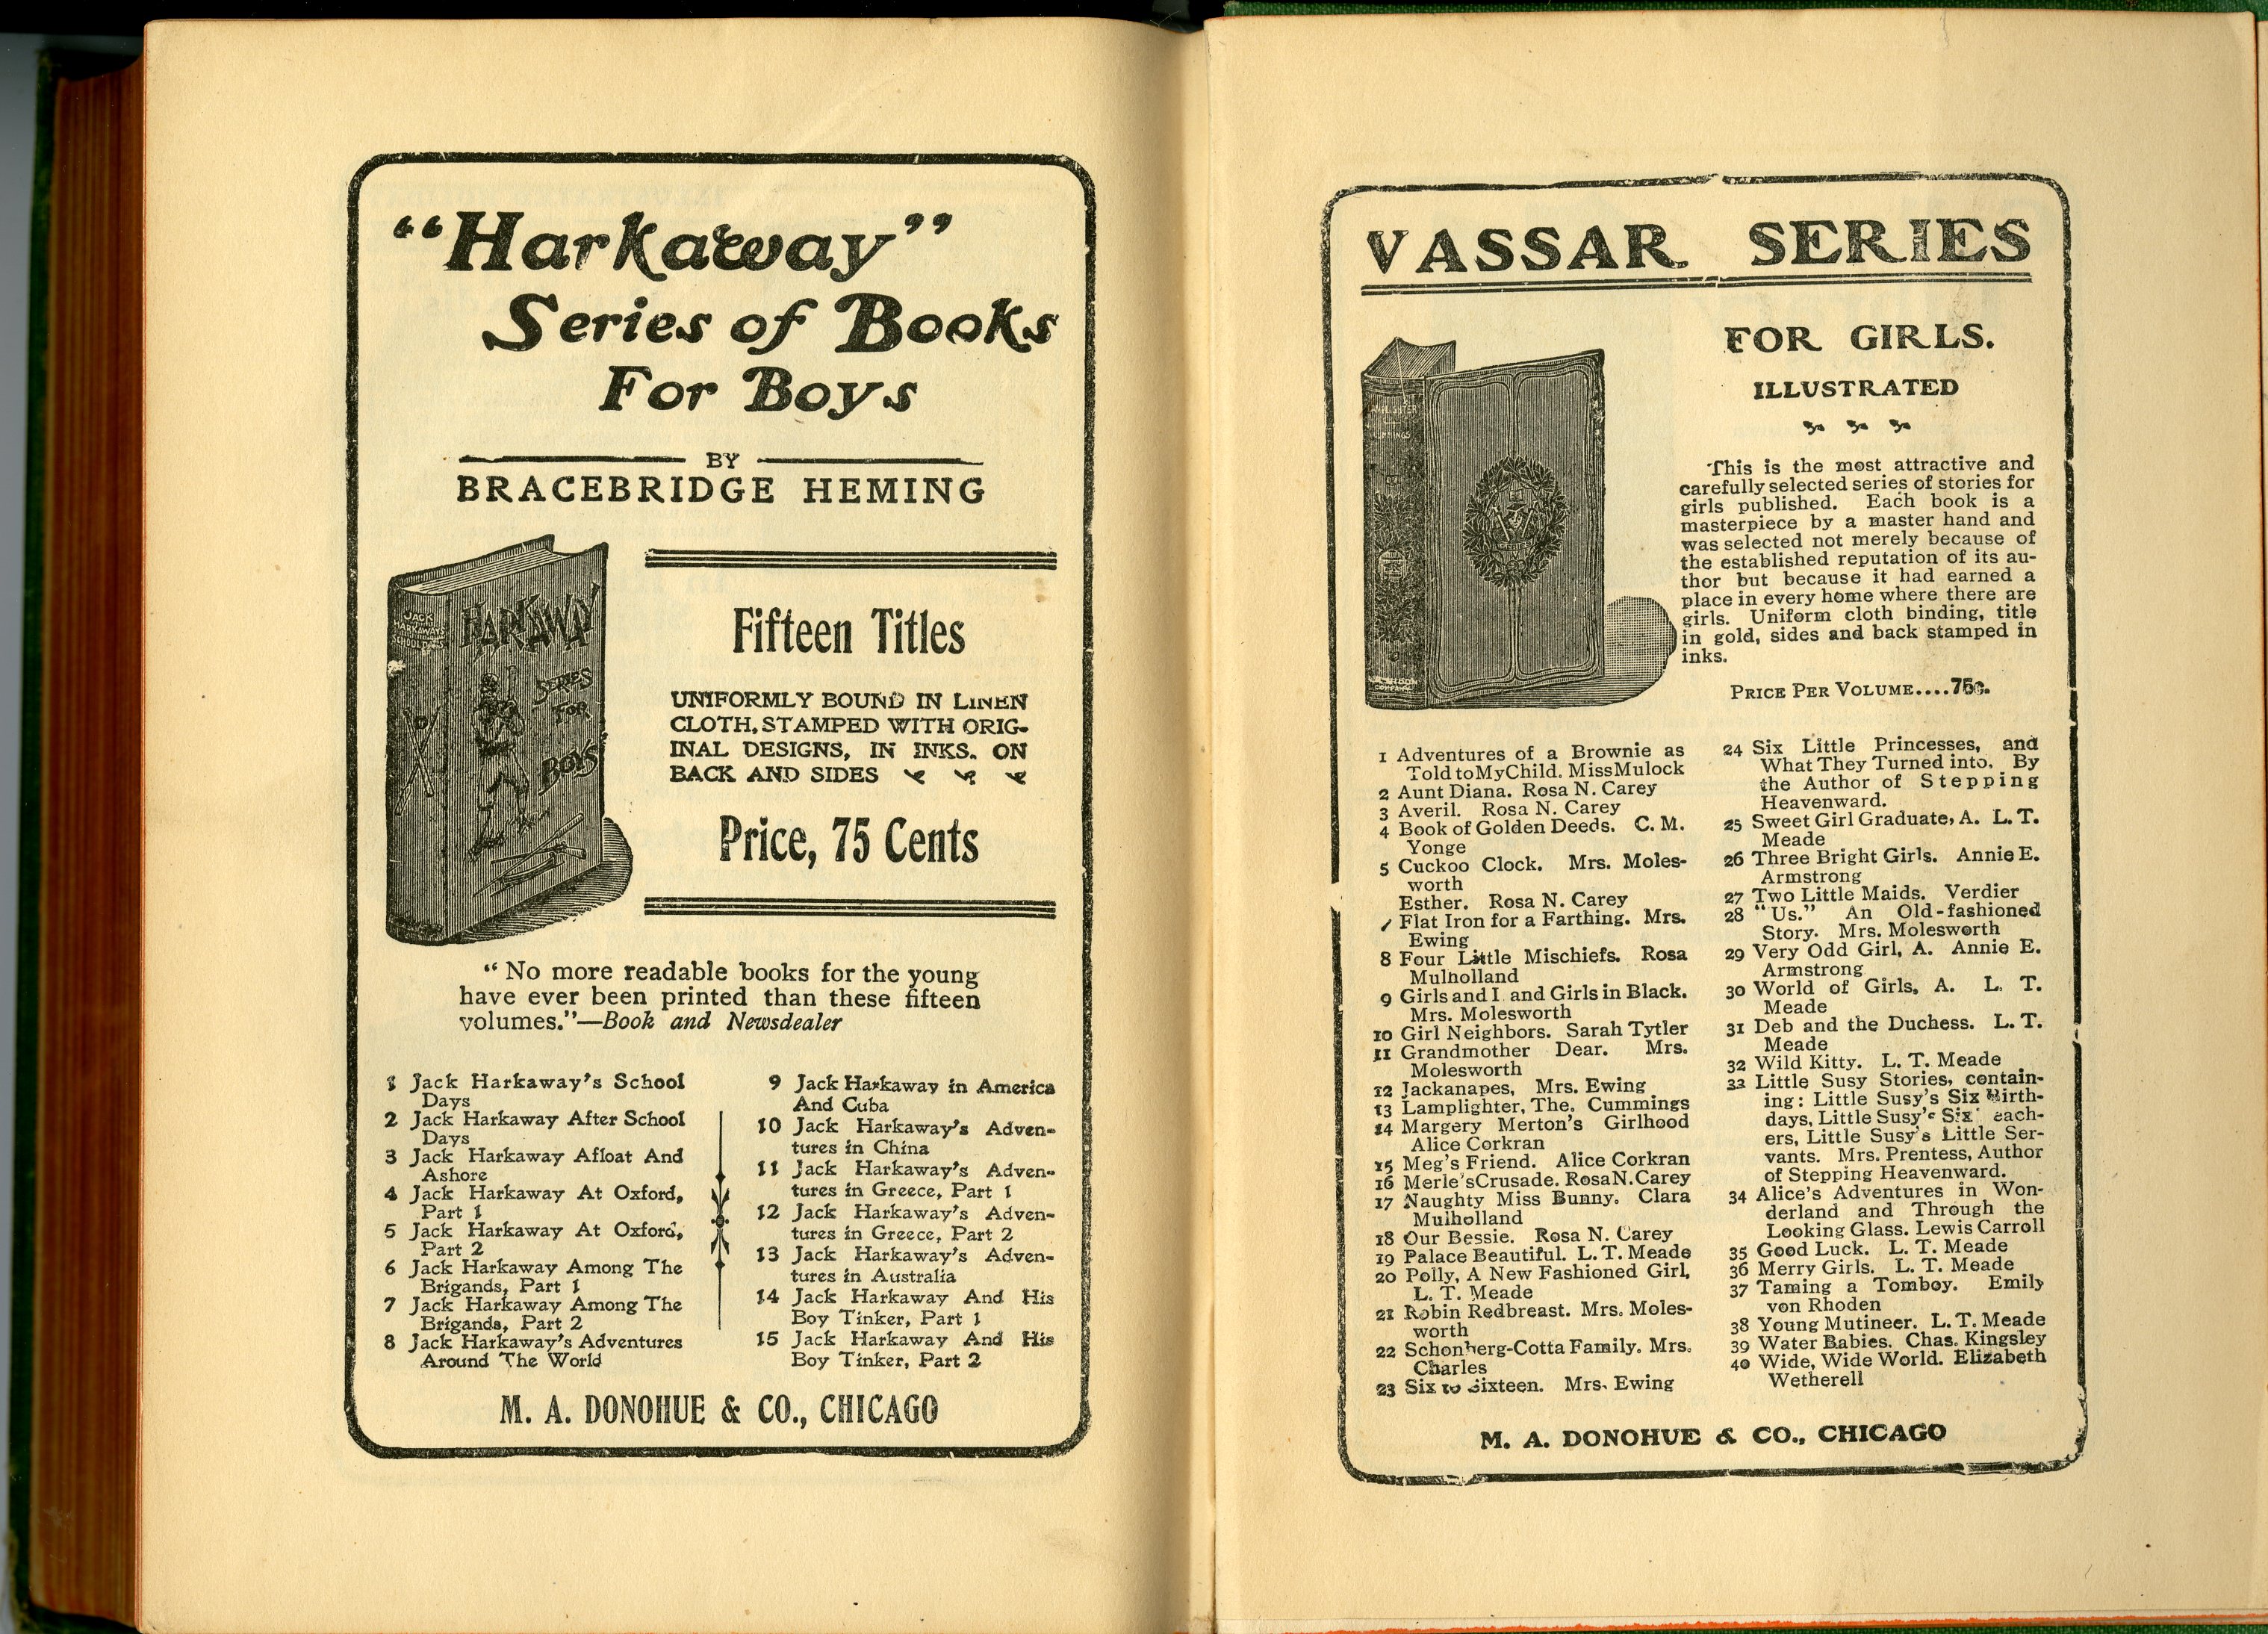 “Harkaway”
Series of Books
For Boys
BY
BRACEBRIDGE HEMING
JACK
HARKAWAYS
HARKAWAY
SERIES
FOR
BOYS
Fifteen Titles
UNIFORMLY BOUND IN LINEN
CLOTH, STAMPED WITH ORIG-
INAL DESIGNS, IN INKS, ON
BACK AND SIDES
Price, 75 Cents
“No more readable books for the young
have ever been printed than these fifteen
volumes.”—Book and Newsdealer
1 Jack Harkaway's School
Days
2 Jack Harkaway After School
Days
3 Jack Harkaway Afloat And
Ashore
4 Jack Harkaway At Oxford,
Part 1
5 Jack Harkaway At Oxford,
Part 2
6 Jack Harkaway Among The
Brigands, Part 1
7 Jack Harkaway Among The
Brigands, Part 2
8 Jack Harkaway's Adventures
Around The World
9 Jack Harkaway in America
And Cuba
10 Jack Harkaway's Adven-
tures in China
11 Jack Harkaway's Adven-
tures in Greece, Part 1
12 Jack Harkaway's Adven-
tures in Greece, Part 2
13 Jack Harkaway's Adven-
tures in Australia
14 Jack Harkaway And His
Boy Tinker, Part 1
15 Jack Harkaway And His
Boy Tinker, Part 2
M. A. DONOHUE & CO., CHICAGO
VASSAR SERIES
FOR GIRLS.
ILLUSTRATED
This is the most attractive and
carefully selected series of stories for
girls published. Each book is a
masterpiece by a master hand and
was selected not merely because of
the established reputation of its au-
thor but because it had earned a
place in every home where there are
girls. Uniform cloth binding, title
in gold, sides and back stamped in
inks.
PRICE PER VOLUME....75c.
1 Adventures of a Brownie as
Told to My Child. Miss Mulock
2 Aunt Diana. Rosa N. Carey
3 Averil. Rosa N. Carey
4 Book of Golden Deeds. C. M.
Yonge
5 Cuckoo Clock. Mrs. Moles-
worth
Esther. Rosa N. Carey
Flat Iron for a Farthing. Mrs.
Ewing
8 Four Little Mischiefs. Rosa
Mulholland
9 Girls and I and Girls in Black.
Mrs. Molesworth
10 Girl Neighbors. Sarah Tytler
11 Grandmother Dear. Mrs.
Molesworth
12 Jackanapes, Mrs. Ewing
13 Lamplighter, The. Cummings
14 Margery Merton's Girlhood
Alice Corkran
15 Meg's Friend. Alice Corkran
16 Merle's Crusade. Rosa N. Carey
17 Naughty Miss Bunny. Clara
Mulholland
18 Our Bessie. Rosa N. Carey
19 Palace Beautiful. L. T. Meade
20 Polly, A New Fashioned Girl,
L. T. Meade
21 Robin Redbreast. Mrs. Moles-
worth
22 Schonberg-Cotta Family. Mrs.
Charles
23 Six to Sixteen. Mrs. Ewing
24 Six Little Princesses, and
What They Turned into. By
the Author of Stepping
Heavenward.
25 Sweet Girl Graduate, A. L. T.
Meade
26 Three Bright Girls. Annie E.
Armstrong
27 Two Little Maids. Verdier
28 “Us.” An Old-fashioned
Story. Mrs. Molesworth
29 Very Odd Girl, A. Annie E.
Armstrong
30 World of Girls, A. L. T.
Meade
31 Deb and the Duchess. L. T.
Meade
32 Wild Kitty. L. T. Meade
33 Little Susy Stories, contain-
ing: Little Susy's Six Birth-
days, Little Susy's Six each-
ers, Little Susy's Little Ser-
vants. Mrs. Prentess, Author
of Stepping Heavenward.
34 Alice's Adventures in Won-
derland and Through the
Looking Glass. Lewis Carroll
35 Good Luck. L. T. Meade
36 Merry Girls. L. T. Meade
37 Taming a Tomboy. Emily
von Rhoden
38 Young Mutineer. L. T. Meade
39 Water Babies. Chas. Kingsley
40 Wide, Wide World. Elizabeth
Wetherell
M. A. DONOHUE & CO., CHICAGO